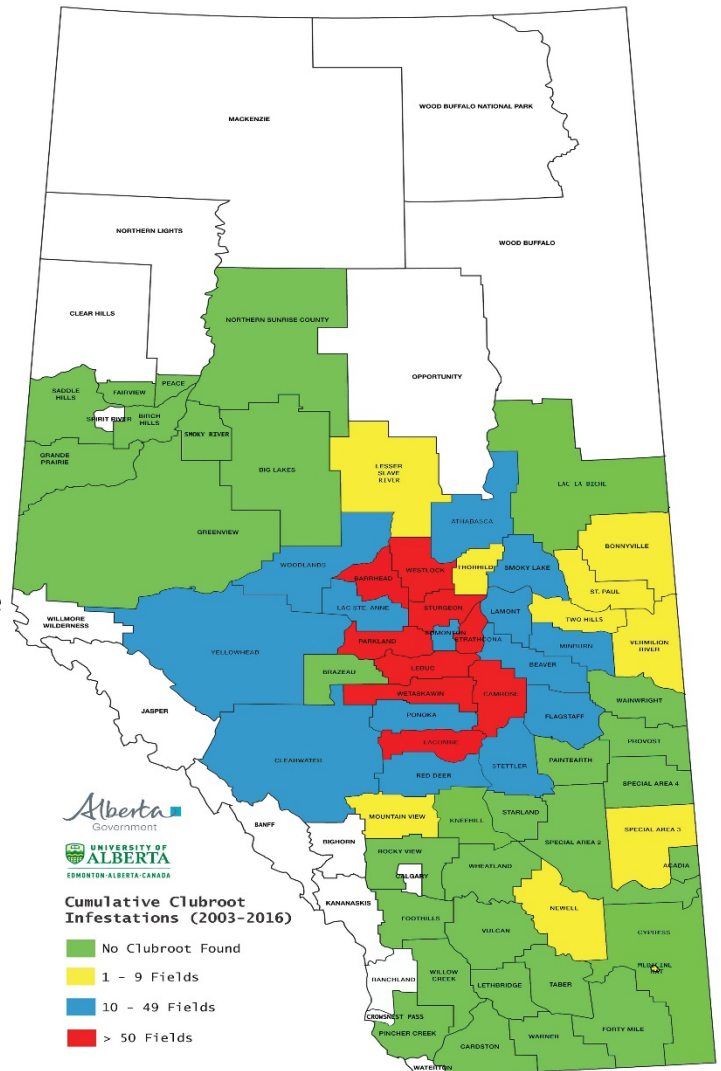 MACKENZIE
WOOD BUFFALO NATIONAL PARK
NORTHERN LIGHTS
WOOD BUFFALO
CLEAR HILLS
NORTHERN SUNRISE COUNTY
OPPORTUNITY
SADDLE
HILLS
FAIRVIEW
PEACE
SPIRIT RIVER
BIRCH
HILLS
SMOKY RIVER
GRANDE
PRAIRIE
BIG LAKES
LESSER
SLAVE
RIVER
LAC LA BICHE
GREENVIEW
ATHABASCA
BONNYVILLE
WOODLANDS
BARRHEAD
WESTLOCK
THORHILD
SMOKY LAKE
ST. PAUL
LAC STE. ANNE
STURGEON
LAMONT
TWO HILLS
WILLMORE
WILDERNESS
EDMONTON
STRATHCONA
PARKLAND
MINBURN
VERMILION
RIVER
YELLOWHEAD
BRAZEAU
LEDUC
BEAVER
WETASKAWIN
CAMROSE
WAINWRIGHT
JASPER
PONOKA
FLAGSTAFF
LACOMBE
PROVOST
CLEARWATER
RED DEER
STETTLER
PAINTEARTH
SPECIAL AREA 4
Alberta
Government
BANFF
MOUNTAIN VIEW
KNEEHILL
STARLAND
SPECIAL AREA 3
BIGHORN
SPECIAL AREA 2
UNIVERSITY OF
ALBERTA
EDMONTON·ALBERTA·CANADA
ROCKY VIEW
WHEATLAND
ACADIA
CALGARY
KANANASKIS
NEWELL
Cumulative Clubroot
Infestations (2003-2016)
FOOTHILLS
VULCAN
CYPRESS
No Clubroot Found
1 - 9 Fields
10 - 49 Fields
> 50 Fields
RANCHLAND
WILLOW
CREEK
LETHBRIDGE
TABER
CROWSNEST PASS
PINCHER CREEK
CARDSTON
WARNER
FORTY MILE
WATERTON